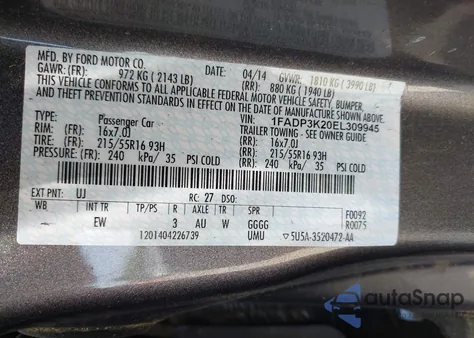 MFD. BY FORD MOTOR CO.
DATE: 04/14 GVWR: 1810 KG ( 3990 LB)
GAWR: (FR): 972 KG ( 2143 LB) (RR): 880 KG ( 1940 LB)
THIS VEHICLE CONFORMS TO ALL APPLICABLE FEDERAL MOTOR VEHICLE SAFETY, BUMPER,
AND THEFT PREVENTION STANDARDS IN EFFECT ON THE DATE OF MANUFACTURE SHOWN ABOVE.
VIN: 1FADP3K20EL309945
TYPE: Passenger Car TRAILER TOWING - SEE OWNER GUIDE
RIM: (FR): 16x7.0J (RR): 16x7.0J
TIRE: (FR): 215/55R16 93H (RR): 215/55R16 93H
PRESSURE: (FR): 240 kPa/ 35 PSI COLD (RR): 240 kPa/ 35 PSI COLD
EXT PNT: UJ RC: 27 DSO:
WB INT TR TP/PS R AXLE TR SPR F0092
EW 3 AU W GGGG R0075
1201404226739 UMU ▽5U5A-3520472-AA
autoSnap